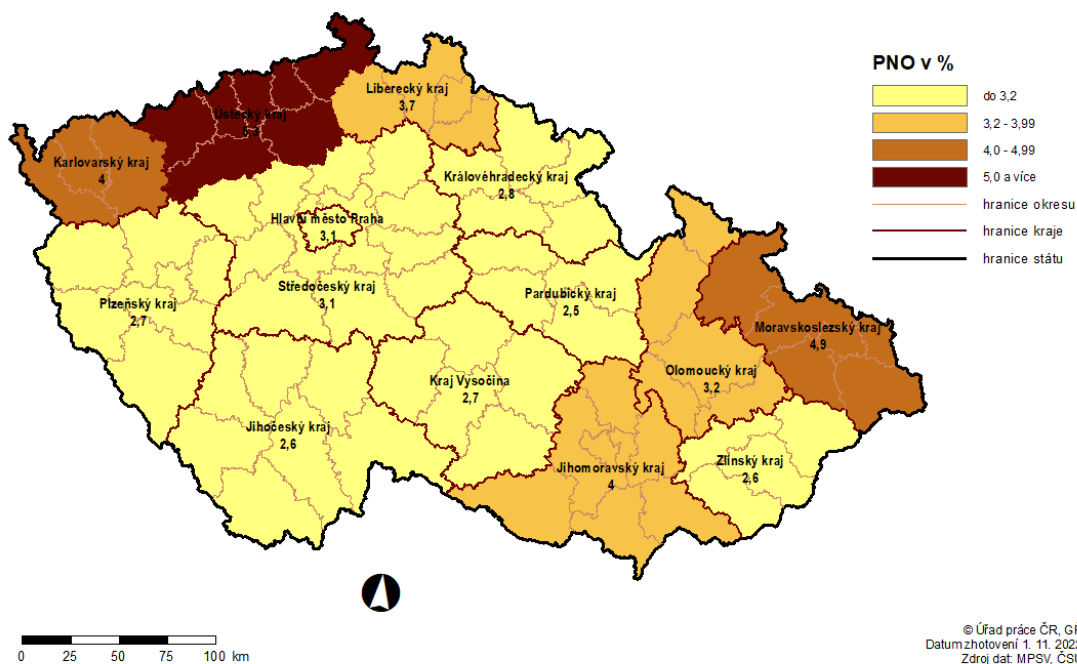 PNO v %
do 3,2
3,2 - 3,99
4,0 - 4,99
5,0 a více
hranice okresu
hranice kraje
hranice státu
Liberecký kraj
3,7
Ústecký kraj
Karlovarský kraj
4
Královéhradecký kraj
2,8
Hlavní město Praha
3,1
Středočeský kraj
3,1
Plzeňský kraj
2,7
Pardubický kraj
2,5
Moravskoslezský kraj
4,9
Olomoucký kraj
3,2
Kraj Vysočina
2,7
Jihočeský kraj
2,6
Zlínský kraj
2,6
Jihomoravský kraj
4
0 25 50 75 100 km
© Úřad práce ČR, GŘ
Datum zhotovení 1. 11. 2022
Zdroj dat: MPSV, ČSÚ